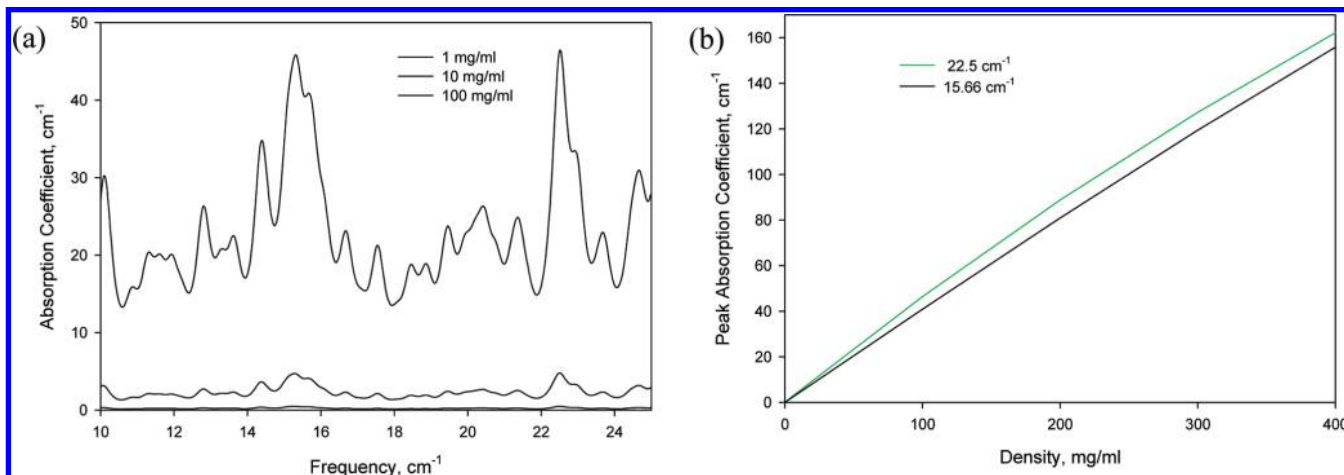 (a)
50
40
30
20
10
0
Absorption Coefficient, cm⁻¹
1 mg/ml
10 mg/ml
100 mg/ml
10 12 14 16 18 20 22 24
Frequency, cm⁻¹
(b)
160
140
120
100
80
60
40
20
0
Peak Absorption Coefficient, cm⁻¹
22.5 cm⁻¹
15.66 cm⁻¹
0 100 200 300 400
Density, mg/ml